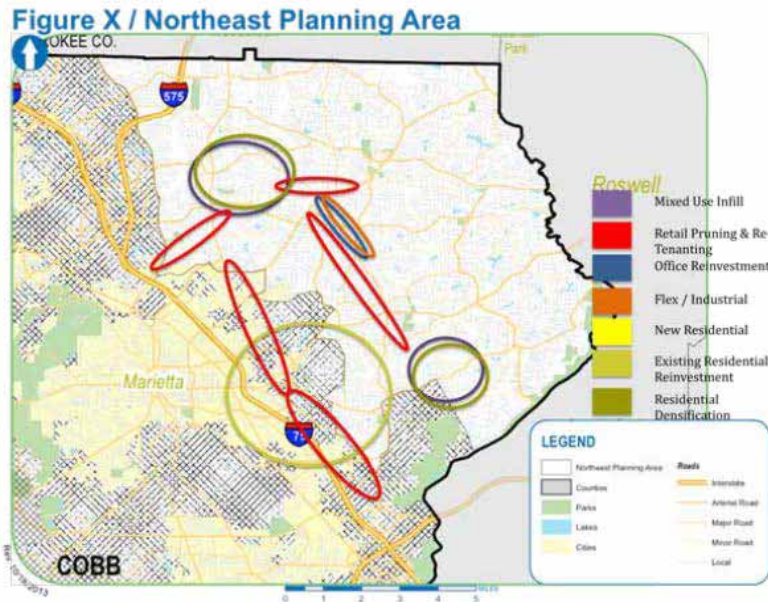 Figure X / Northeast Planning Area
OKEE CO.
Park
575
Roswell
Mixed Use Infill
Retail Pruning & Re-
Tenanting
Office Reinvestment
Flex / Industrial
New Residential
Existing Residential
Reinvestment
Residential
Densification
Marietta
75
COBB
LEGEND
Northeast Planning Area
Counties
Parks
Lakes
Cities
Roads
Interstate
Arterial Road
Major Road
Minor Road
Local
0 1 2 3 4 5
MILES